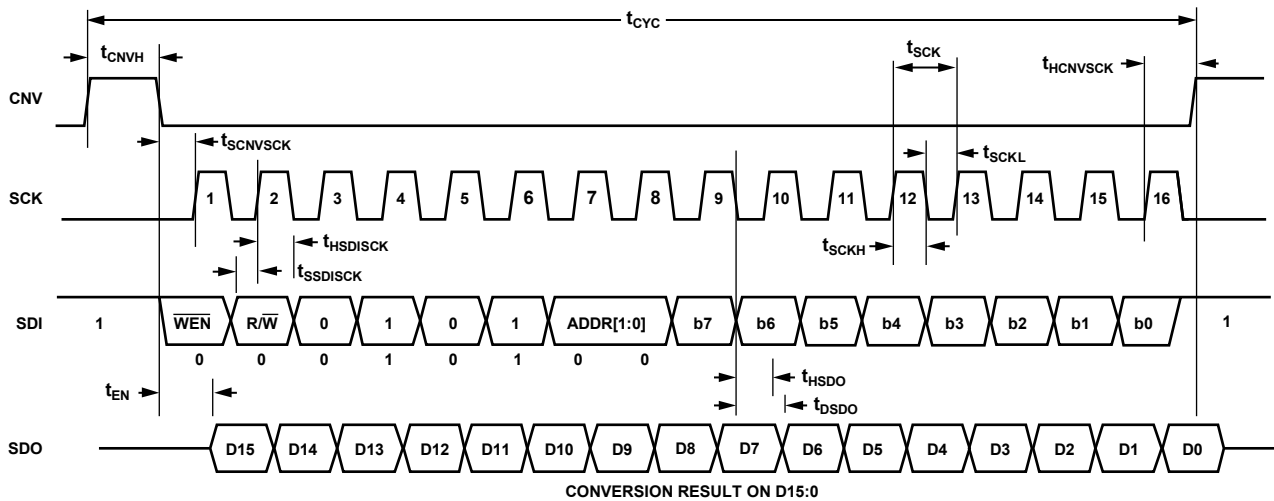 tCYC
tCNVH
tSCK
tHCNVSCK
CNV
tSCNVSCK
tSCKL
SCK
1 2 3 4 5 6 7 8 9 10 11 12 13 14 15 16
tHSDISCK
tSCKH
tSSDISCK
SDI
1 WEN R/W 0 1 0 1 ADDR[1:0] b7 b6 b5 b4 b3 b2 b1 b0 1
0 0 0 1 0 1 0 0
tEN
tHSDO
tDSDO
SDO
D15 D14 D13 D12 D11 D10 D9 D8 D7 D6 D5 D4 D3 D2 D1 D0
CONVERSION RESULT ON D15:0